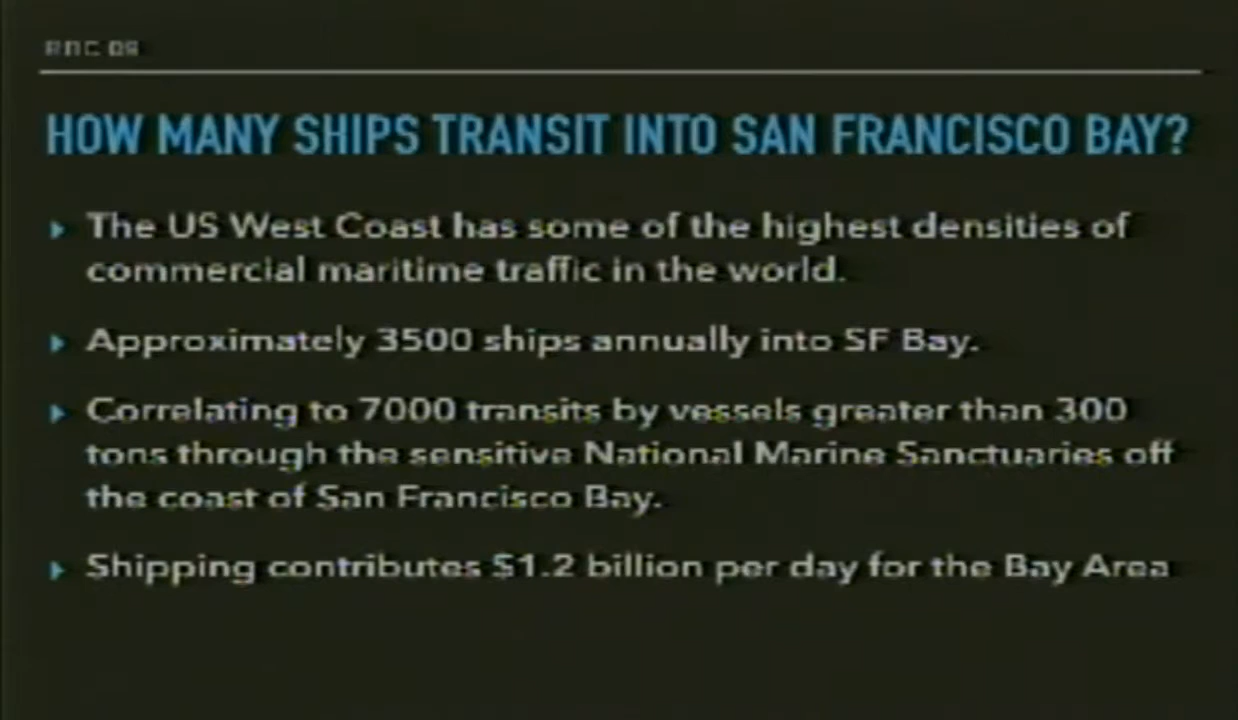 HOW MANY SHIPS TRANSIT INTO SAN FRANCISCO BAY?
The US West Coast has some of the highest densities of
commercial maritime traffic in the world.
Approximately 3500 ships annually into SF Bay.
Correlating to 7000 transits by vessels greater than 300
tons through the sensitive National Marine Sanctuaries off
the coast of San Francisco Bay.
Shipping contributes $1.2 billion per day for the Bay Area